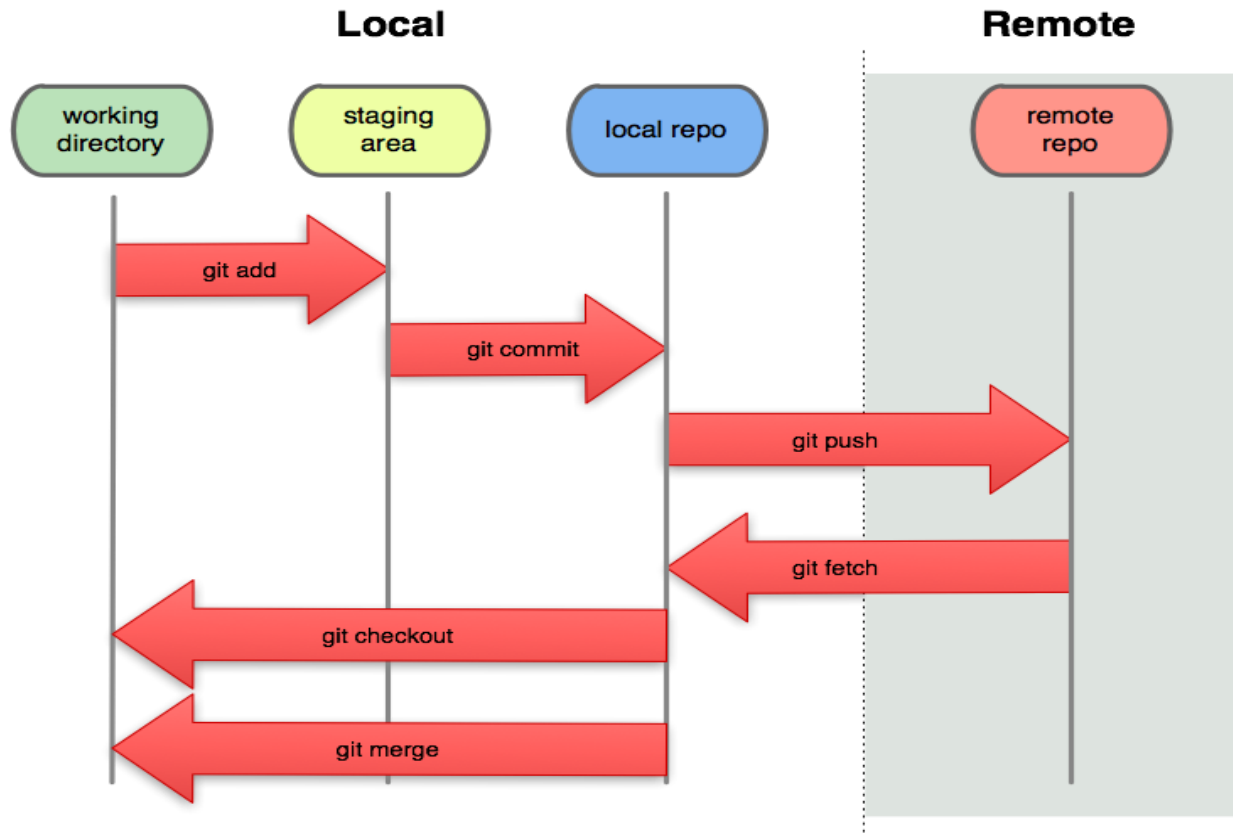 Local
Remote
working
directory
staging
area
local repo
remote
repo
git add
git commit
git push
git fetch
git checkout
git merge